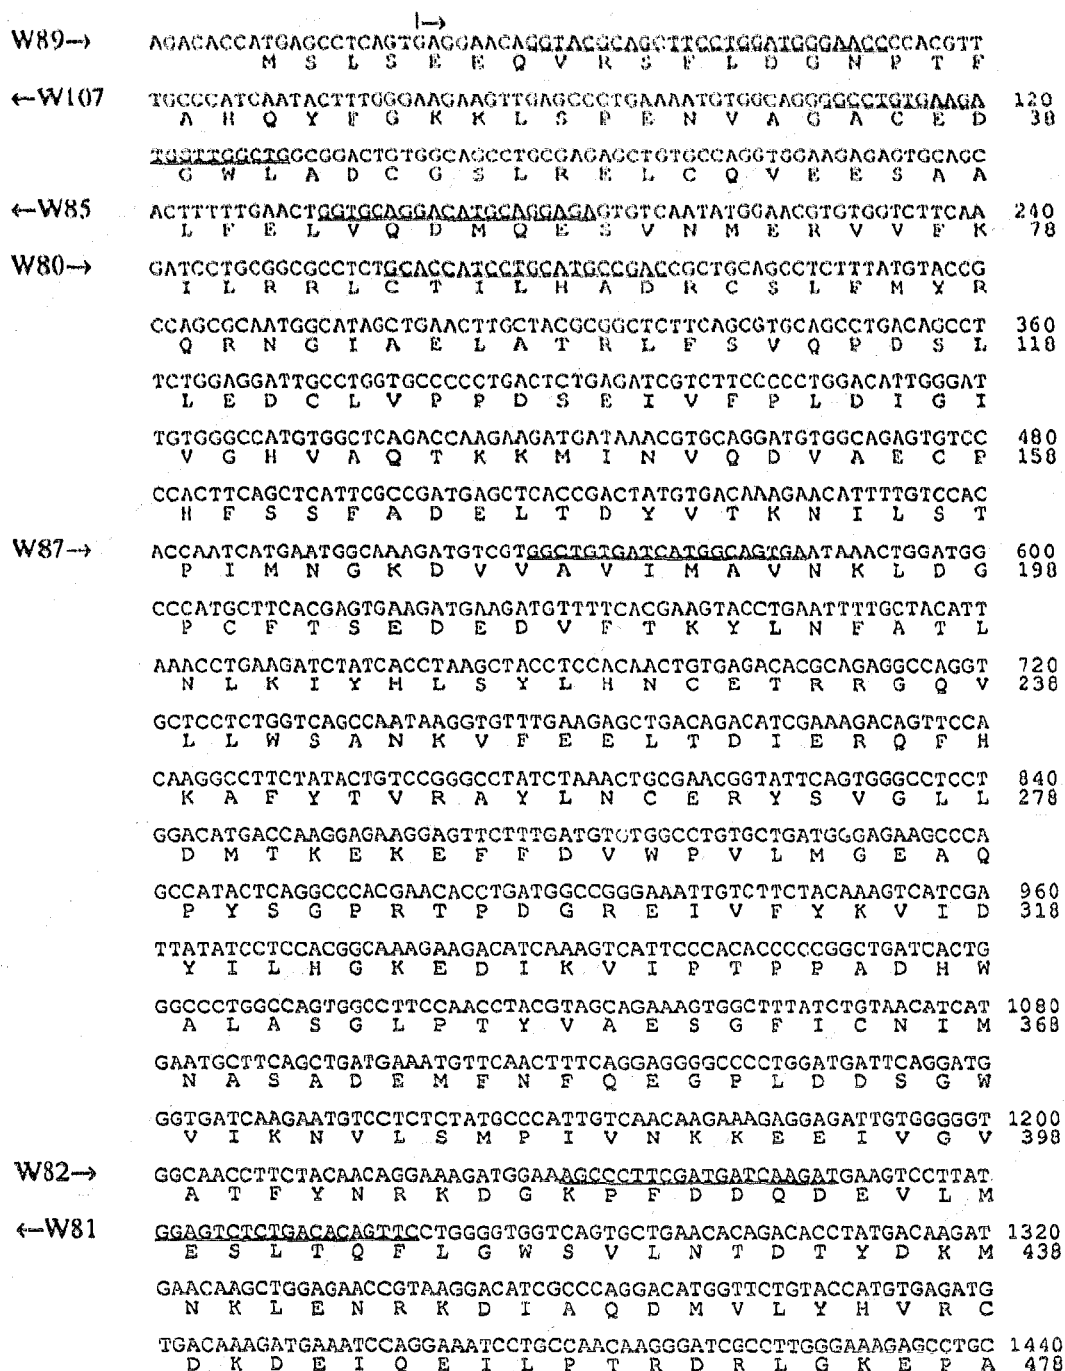 |→
W89→ AGACACCATGAGCCTCAGTGAGGAACAGGTACGCAGCTTCCTGGATGGGAACCCCACGTT
M S L S E E Q V R S F L D G N P T F
←W107 TGCCCATCAATACTTTGGGAAGAAGTTGAGCCCTGAAAATGTGGCAGGGGCCTGTGAAGA 120
A H Q Y F G K K L S P E N V A G A C E D 38
TGGTTGGCTGGCGGACTGTGGCAGCCTGCGAGAGCTGTGCCAGGTGGAAGAGAGTGCAGC
G W L A D C G S L R E L C Q V E E S A A
←W85 ACTTTTTGAACTGGTGCAGGACATGCAGGAGAGTGTCAATATGGAACGTGTGGTCTTCAA 240
L F E L V Q D M Q E S V N M E R V V F K 78
W80→ GATCCTGCGGCGCCTCTGCACCATCCTGCATGCCGACCGCTGCAGCCTCTTTATGTACCG
I L R R L C T I L H A D R C S L F M Y R
CCAGCGCAATGGCATAGCTGAACTTGCTACGCGGCTCTTCAGCGTGCAGCCTGACAGCCT 360
Q R N G I A E L A T R L F S V Q P D S L 118
TCTGGAGGATTGCCTGGTGCCCCCTGACTCTGAGATCGTCTTCCCCCTGGACATTGGGAT
L E D C L V P P D S E I V F P L D I G I
TGTGGGCCATGTGGCTCAGACCAAGAAGATGATAAACGTGCAGGATGTGGCAGAGTGTCC 480
V G H V A Q T K K M I N V Q D V A E C P 158
CCACTTCAGCTCATTCGCCGATGAGCTCACCGACTATGTGACAAAGAACATTTTGTCCAC
H F S S F A D E L T D Y V T K N I L S T
W87→ ACCAATCATGAATGGCAAAGATGTCGTGGCTGTGATCATGGCAGTGAATAAACTGGATGG 600
P I M N G K D V V A V I M A V N K L D G 198
CCCATGCTTCACGAGTGAAGATGAAGATGTTTTCACGAAGTACCTGAATTTTGCTACATT
P C F T S E D E D V F T K Y L N F A T L
AAACCTGAAGATCTATCACCTAAGCTACCTCCACAACTGTGAGACACGCAGAGGCCAGGT 720
N L K I Y H L S Y L H N C E T R R G Q V 238
GCTCCTCTGGTCAGCCAATAAGGTGTTTGAAGAGCTGACAGACATCGAAAGACAGTTCCA
L L W S A N K V F E E L T D I E R Q F H
CAAGGCCTTCTATACTGTCCGGGCCTATCTAAACTGCGAACGGTATTCAGTGGGCCTCCT 840
K A F Y T V R A Y L N C E R Y S V G L L 278
GGACATGACCAAGGAGAAGGAGTTCTTTGATGTGTGGCCTGTGCTGATGGGAGAAGCCCA
D M T K E K E F F D V W P V L M G E A Q
GCCATACTCAGGCCCACGAACACCTGATGGCCGGGAAATTGTCTTCTACAAAGTCATCGA 960
P Y S G P R T P D G R E I V F Y K V I D 318
TTATATCCTCCACGGCAAAGAAGACATCAAAGTCATTCCCACACCCCCGGCTGATCACTG
Y I L H G K E D I K V I P T P P A D H W
GGCCCTGGCCAGTGGCCTTCCAACCTACGTAGCAGAAAGTGGCTTTATCTGTAACATCAT 1080
A L A S G L P T Y V A E S G F I C N I M 368
GAATGCTTCAGCTGATGAAATGTTCAACTTTCAGGAGGGGCCCCTGGATGATTCAGGATG
N A S A D E M F N F Q E G P L D D S G W
GGTGATCAAGAATGTCCTCTCTATGCCCATTGTCAACAAGAAAGAGGAGATTGTGGGGGT 1200
V I K N V L S M P I V N K K E E I V G V 398
W82→ GGCAACCTTCTACAACAGGAAAGATGGAAAGCCCTTCGATGATCAAGATGAAGTCCTTAT
A T F Y N R K D G K P F D D Q D E V L M
←W81 GGAGTCTCTGACACAGTTCCTGGGGTGGTCAGTGCTGAACACAGACACCTATGACAAGAT 1320
E S L T Q F L G W S V L N T D T Y D K M 438
GAACAAGCTGGAGAACCGTAAGGACATCGCCCAGGACATGGTTCTGTACCATGTGAGATG
N K L E N R K D I A Q D M V L Y H V R C
TGACAAAGATGAAATCCAGGAAATCCTGCCAACAAGGGATCGCCTTGGGAAAGAGCCTGC 1440
D K D E I Q E I L P T R D R L G K E P A 478